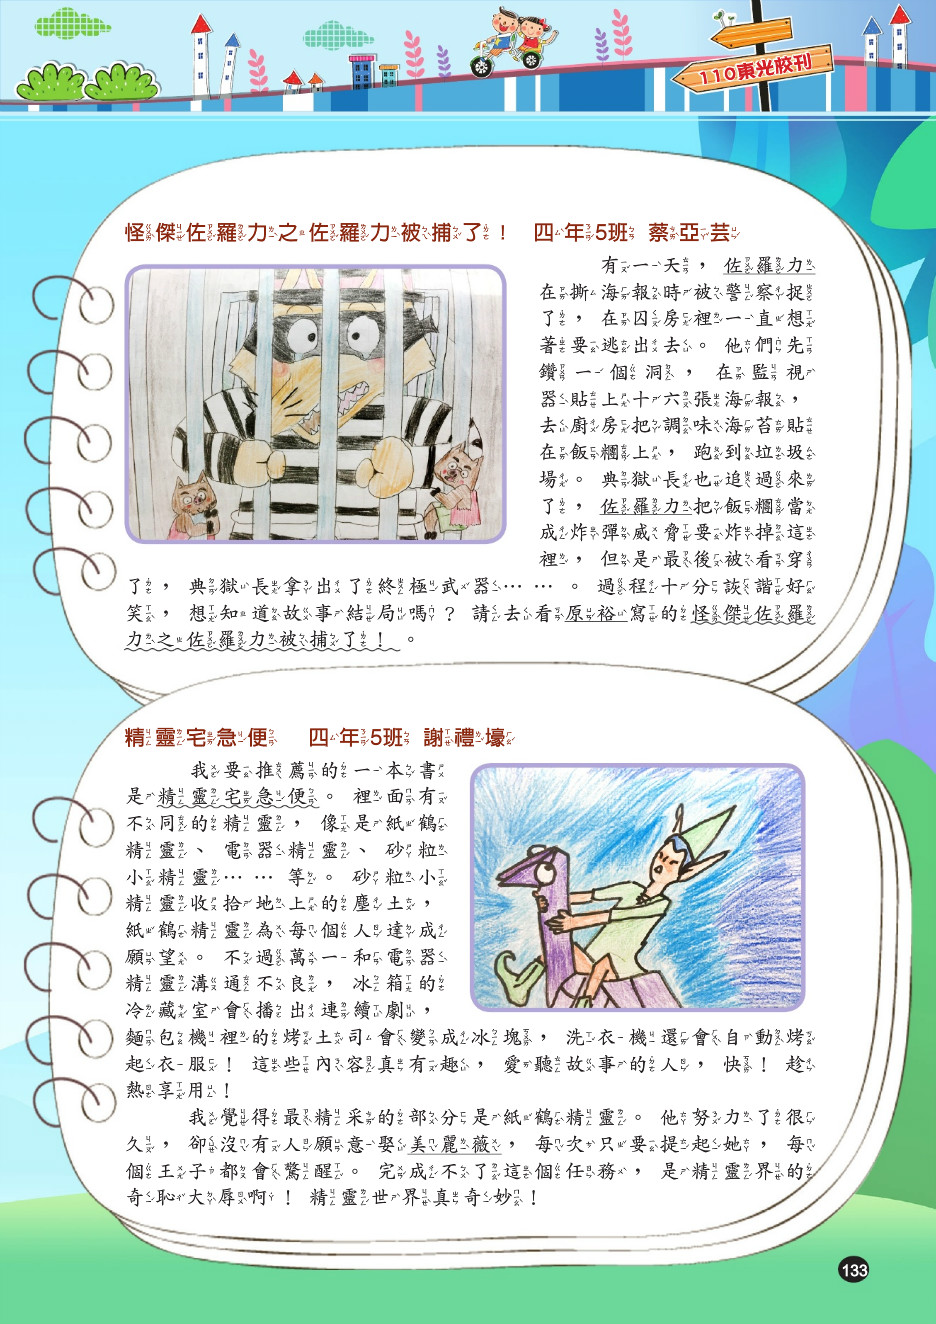 110東光校刊
怪傑佐羅力之佐羅力被捕了！ 四年5班 蔡亞芸
有一天，佐羅力
在撕海報時被警察捉
了，在囚房裡一直想
著要逃出去。他們先
鑽一個洞，在監視
器貼上十六張海報，
去廚房把調味海苔貼
在飯糰上，跑到垃圾
場。典獄長也追過來
了，佐羅力把飯糰當
成炸彈威脅要炸掉這
裡，但是最後被看穿
了，典獄長拿出了終極武器……。過程十分詼諧好
笑，想知道故事結局嗎？請去看原裕寫的怪傑佐羅
力之佐羅力被捕了！。
精靈宅急便 四年5班 謝禮壕
我要推薦的一本書
是精靈宅急便。裡面有
不同的精靈，像是紙鶴
精靈、電器精靈、砂粒
小精靈……等。砂粒小
精靈收拾地上的塵土，
紙鶴精靈為每個人達成
願望。不過萬一和電器
精靈溝通不良，冰箱的
冷藏室會播出連續劇，
麵包機裡的烤土司會變成冰塊，洗衣機還會自動烤
起衣服！這些內容真有趣，愛聽故事的人，快！趁
熱享用！
我覺得最精采的部分是紙鶴精靈。他努力了很
久，卻沒有人願意娶美麗薇，每次只要提起她，每
個王子都會驚醒。完成不了這個任務，是精靈界的
奇恥大辱啊！精靈世界真奇妙！
133